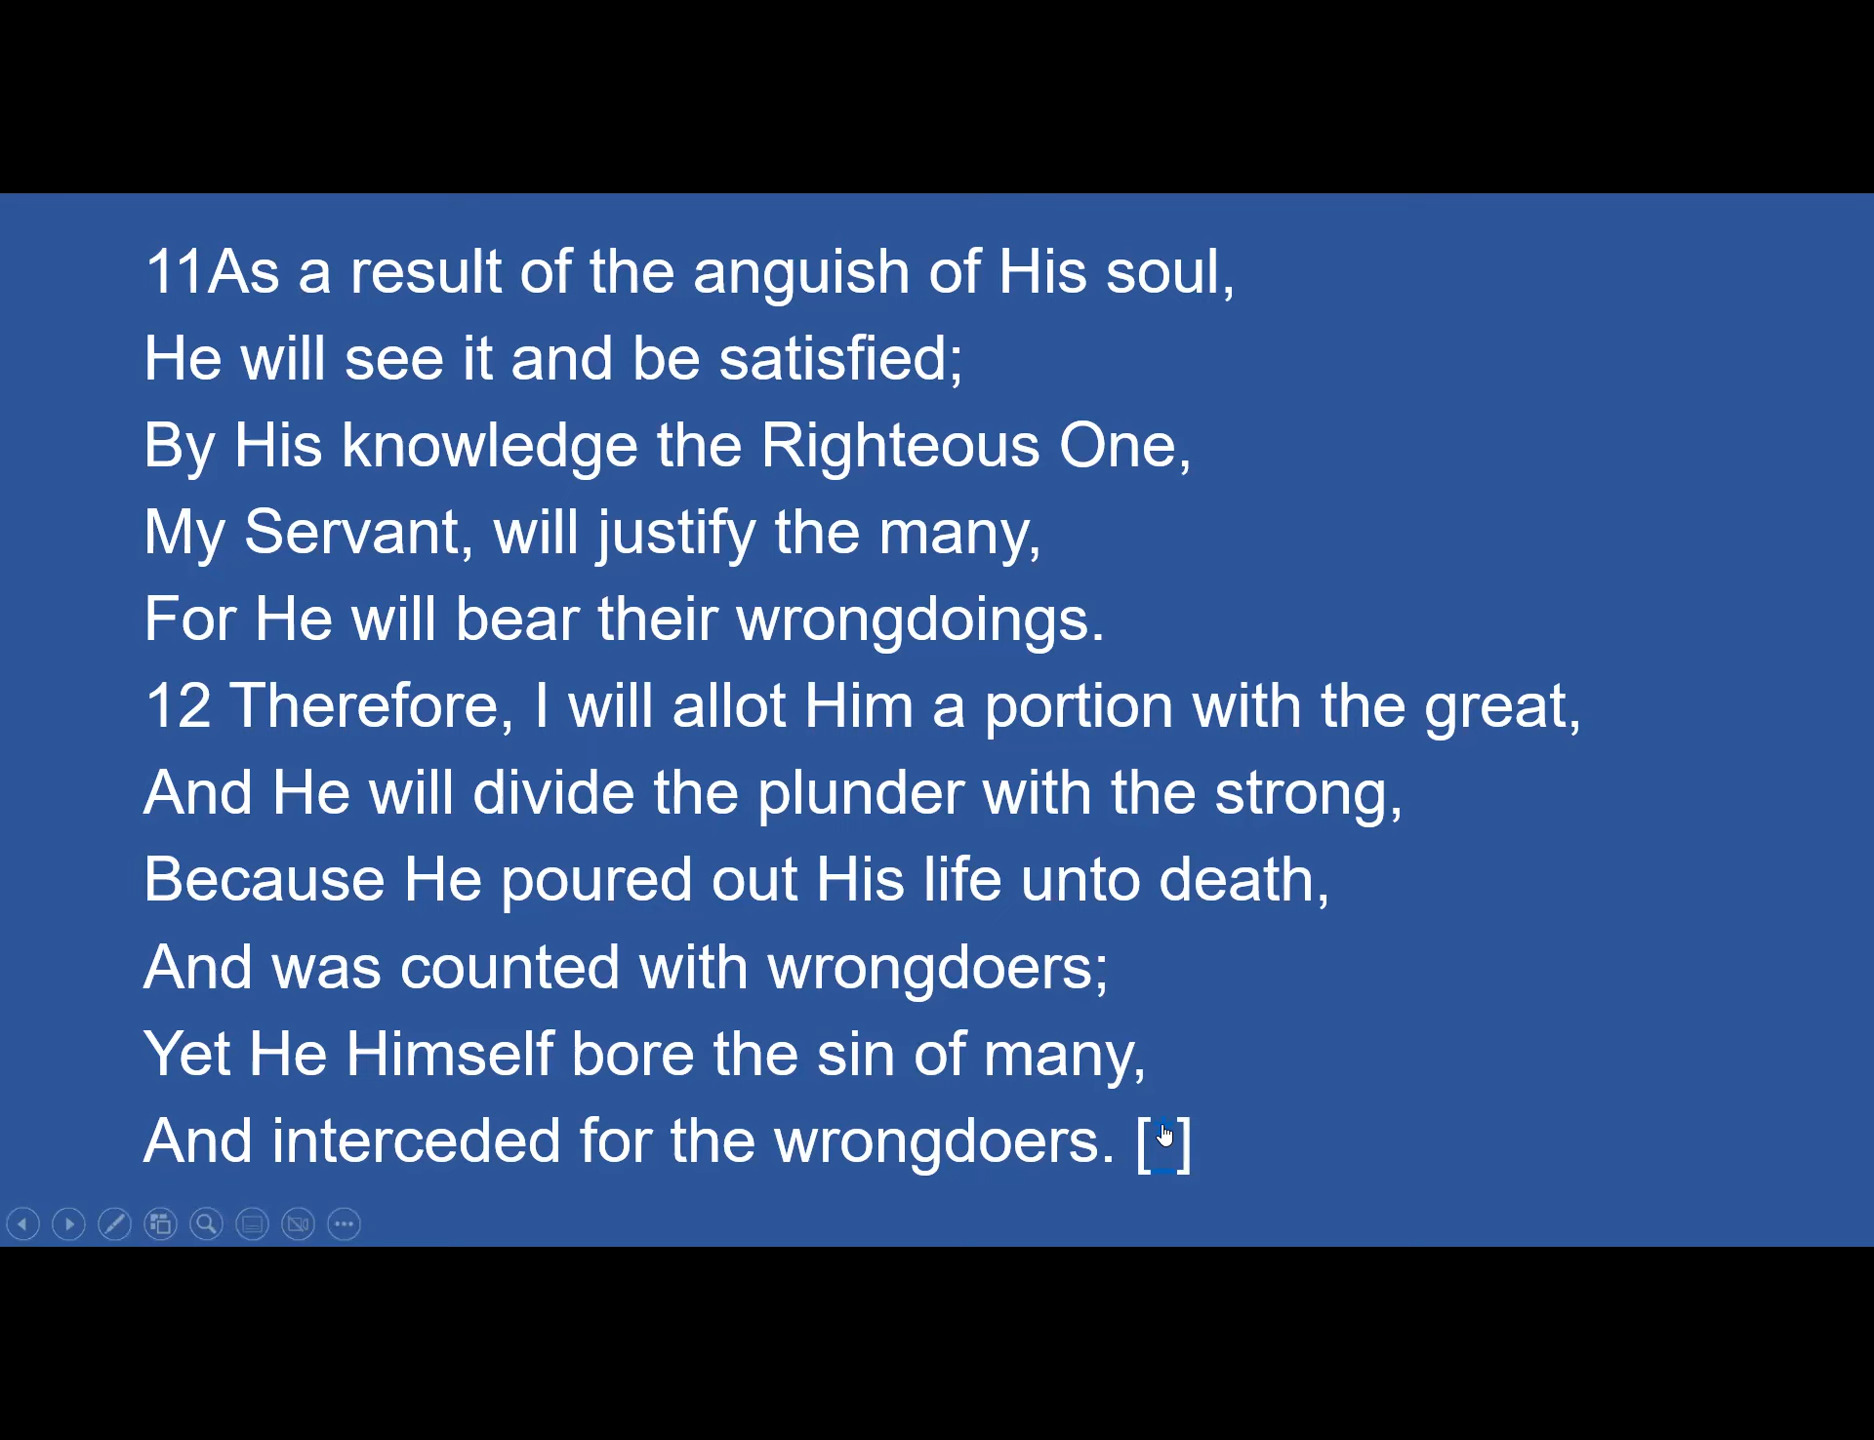 11As a result of the anguish of His soul,
He will see it and be satisfied;
By His knowledge the Righteous One,
My Servant, will justify the many,
For He will bear their wrongdoings.
12 Therefore, I will allot Him a portion with the great,
And He will divide the plunder with the strong,
Because He poured out His life unto death,
And was counted with wrongdoers;
Yet He Himself bore the sin of many,
And interceded for the wrongdoers. [ ]